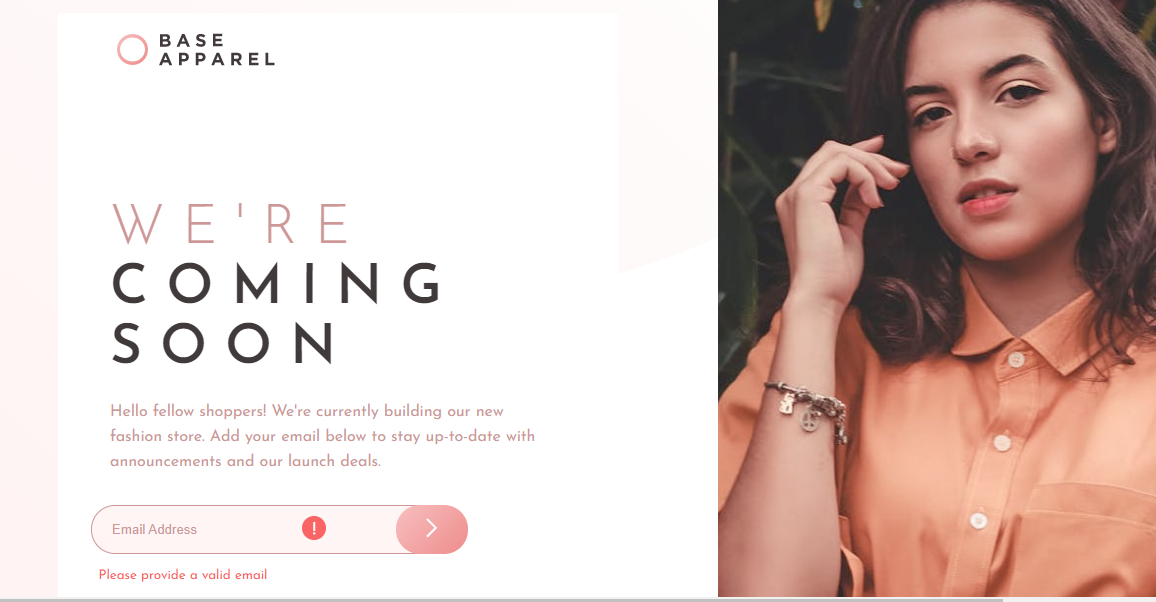 BASE
APPAREL
WE'RE
COMING
SOON
Hello fellow shoppers! We're currently building our new
fashion store. Add your email below to stay up-to-date with
announcements and our launch deals.
Email Address !
Please provide a valid email